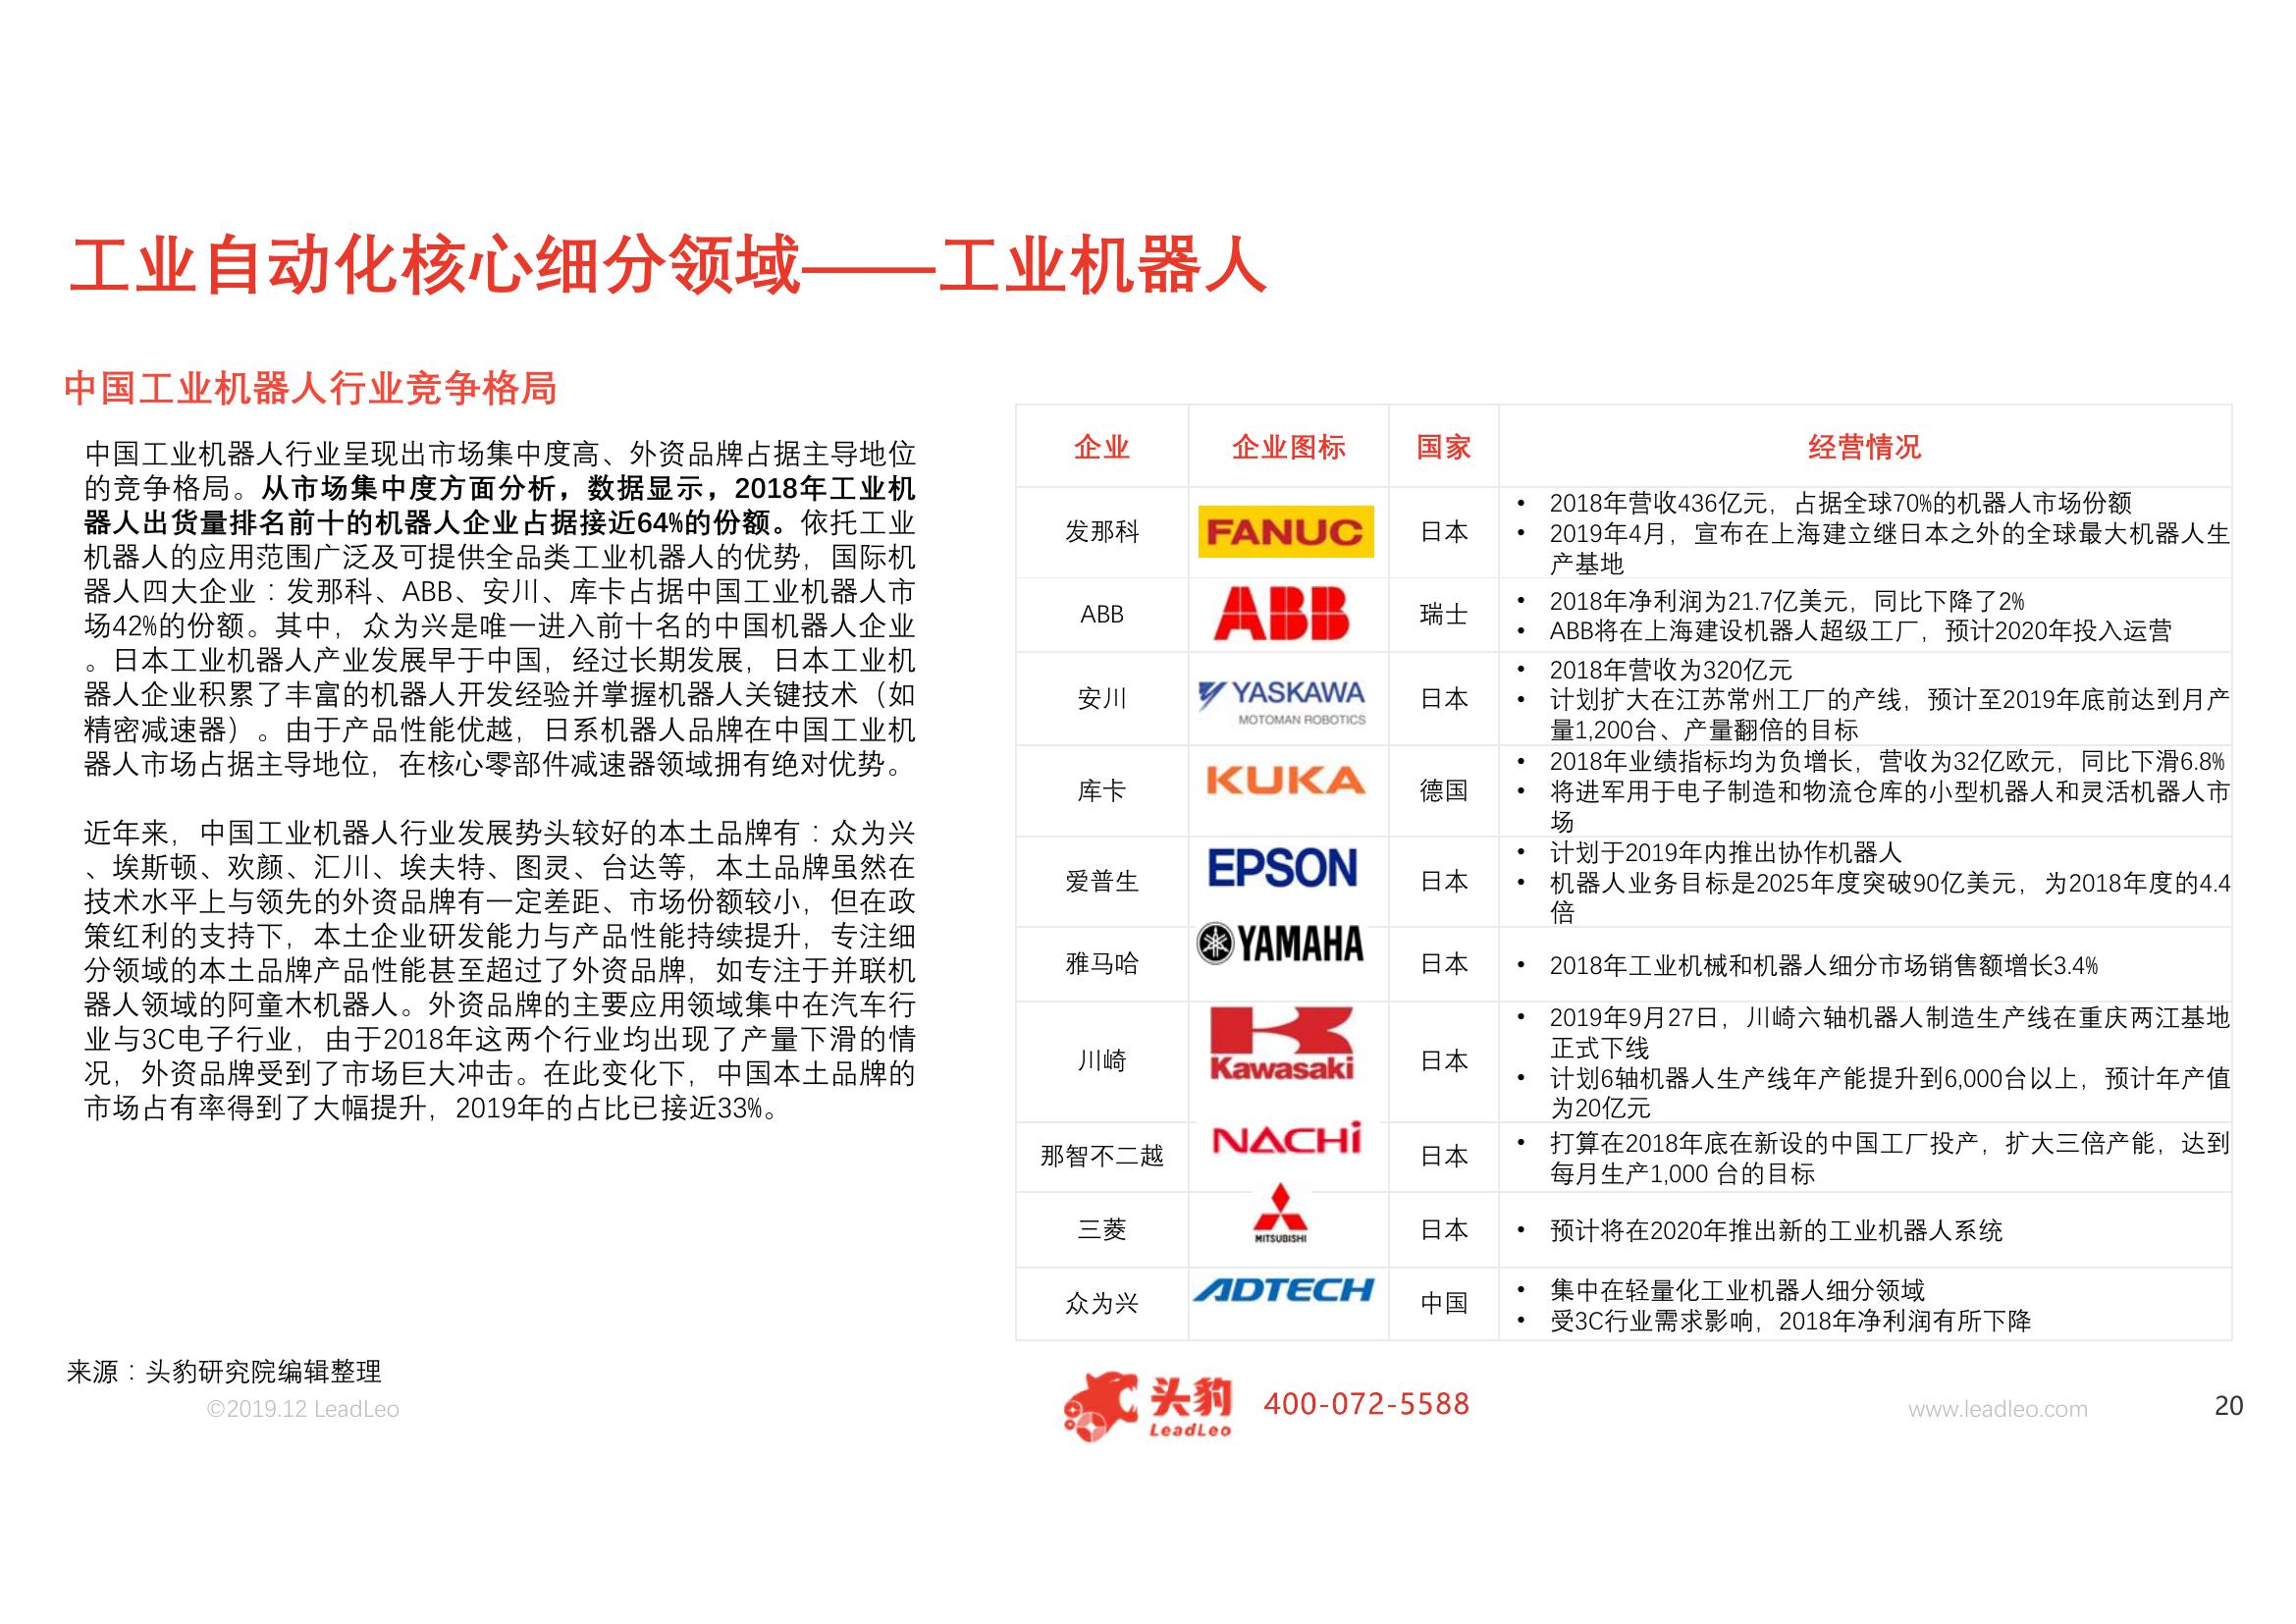 工业自动化核心细分领域——工业机器人
中国工业机器人行业竞争格局
中国工业机器人行业呈现出市场集中度高、外资品牌占据主导地位
的竞争格局。从市场集中度方面分析，数据显示，2018年工业机
器人出货量排名前十的机器人企业占据接近64%的份额。依托工业
机器人的应用范围广泛及可提供全品类工业机器人的优势，国际机
器人四大企业：发那科、ABB、安川、库卡占据中国工业机器人市
场42%的份额。其中，众为兴是唯一进入前十名的中国机器人企业
。日本工业机器人产业发展早于中国，经过长期发展，日本工业机
器人企业积累了丰富的机器人开发经验并掌握机器人关键技术（如
精密减速器）。由于产品性能优越，日系机器人品牌在中国工业机
器人市场占据主导地位，在核心零部件减速器领域拥有绝对优势。
近年来，中国工业机器人行业发展势头较好的本土品牌有：众为兴
、埃斯顿、欢颜、汇川、埃夫特、图灵、台达等，本土品牌虽然在
技术水平上与领先的外资品牌有一定差距、市场份额较小，但在政
策红利的支持下，本土企业研发能力与产品性能持续提升，专注细
分领域的本土品牌产品性能甚至超过了外资品牌，如专注于并联机
器人领域的阿童木机器人。外资品牌的主要应用领域集中在汽车行
业与3C电子行业，由于2018年这两个行业均出现了产量下滑的情
况，外资品牌受到了市场巨大冲击。在此变化下，中国本土品牌的
市场占有率得到了大幅提升，2019年的占比已接近33%。
企业 企业图标 国家 经营情况
发那科 FANUC 日本
• 2018年营收436亿元，占据全球70%的机器人市场份额
• 2019年4月，宣布在上海建立继日本之外的全球最大机器人生
产基地
ABB ABB 瑞士
• 2018年净利润为21.7亿美元，同比下降了2%
• ABB将在上海建设机器人超级工厂，预计2020年投入运营
安川 YASKAWA 日本
MOTOMAN ROBOTICS
• 2018年营收为320亿元
• 计划扩大在江苏常州工厂的产线，预计至2019年底前达到月产
量1,200台、产量翻倍的目标
库卡 KUKA 德国
• 2018年业绩指标均为负增长，营收为32亿欧元，同比下滑6.8%
• 将进军用于电子制造和物流仓库的小型机器人和灵活机器人市
场
爱普生 EPSON 日本
• 计划于2019年内推出协作机器人
• 机器人业务目标是2025年度突破90亿美元，为2018年度的4.4
倍
雅马哈 YAMAHA 日本
• 2018年工业机械和机器人细分市场销售额增长3.4%
川崎 Kawasaki 日本
• 2019年9月27日，川崎六轴机器人制造生产线在重庆两江基地
正式下线
• 计划6轴机器人生产线年产能提升到6,000台以上，预计年产值
为20亿元
那智不二越 NACHi 日本
• 打算在2018年底在新设的中国工厂投产，扩大三倍产能，达到
每月生产1,000 台的目标
三菱 MITSUBISHI 日本
• 预计将在2020年推出新的工业机器人系统
众为兴 ADTECH 中国
• 集中在轻量化工业机器人细分领域
• 受3C行业需求影响，2018年净利润有所下降
来源：头豹研究院编辑整理
©2019.12 LeadLeo
头豹
LeadLeo
400-072-5588
www.leadleo.com
20